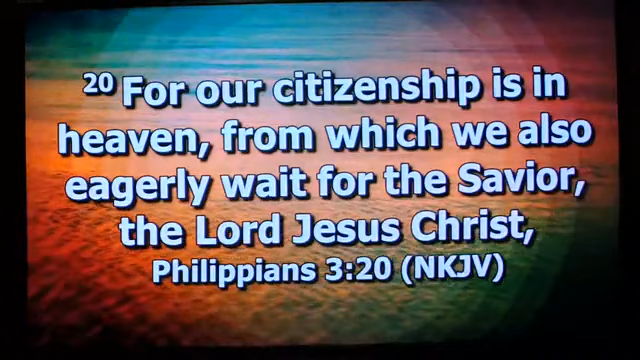 20 For our citizenship is in
heaven, from which we also
eagerly wait for the Savior,
the Lord Jesus Christ,
Philippians 3:20 (NKJV)